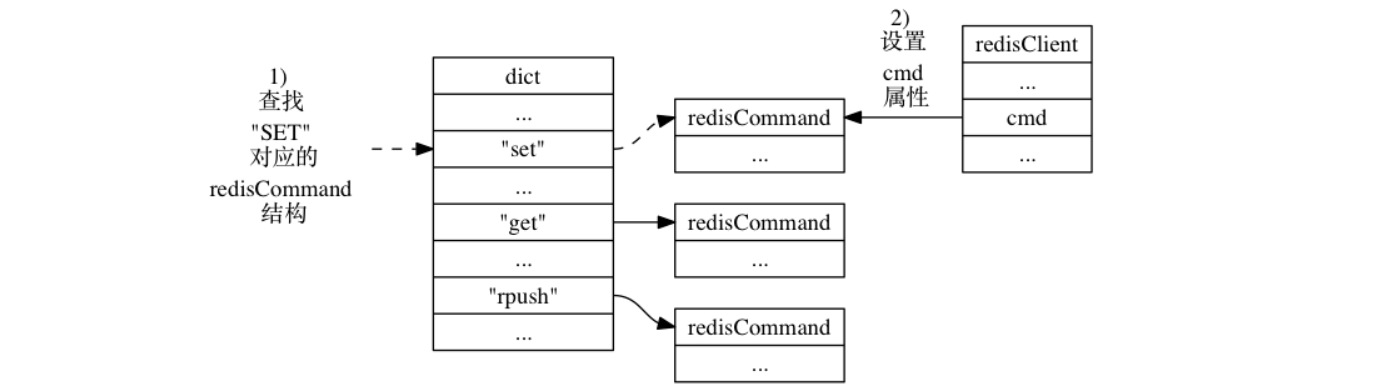 1)
查找
"SET"
对应的
redisCommand
结构
dict
...
"set"
...
"get"
...
"rpush"
...
redisCommand
...
redisCommand
...
redisCommand
...
2)
设置
cmd
属性
redisClient
...
cmd
...